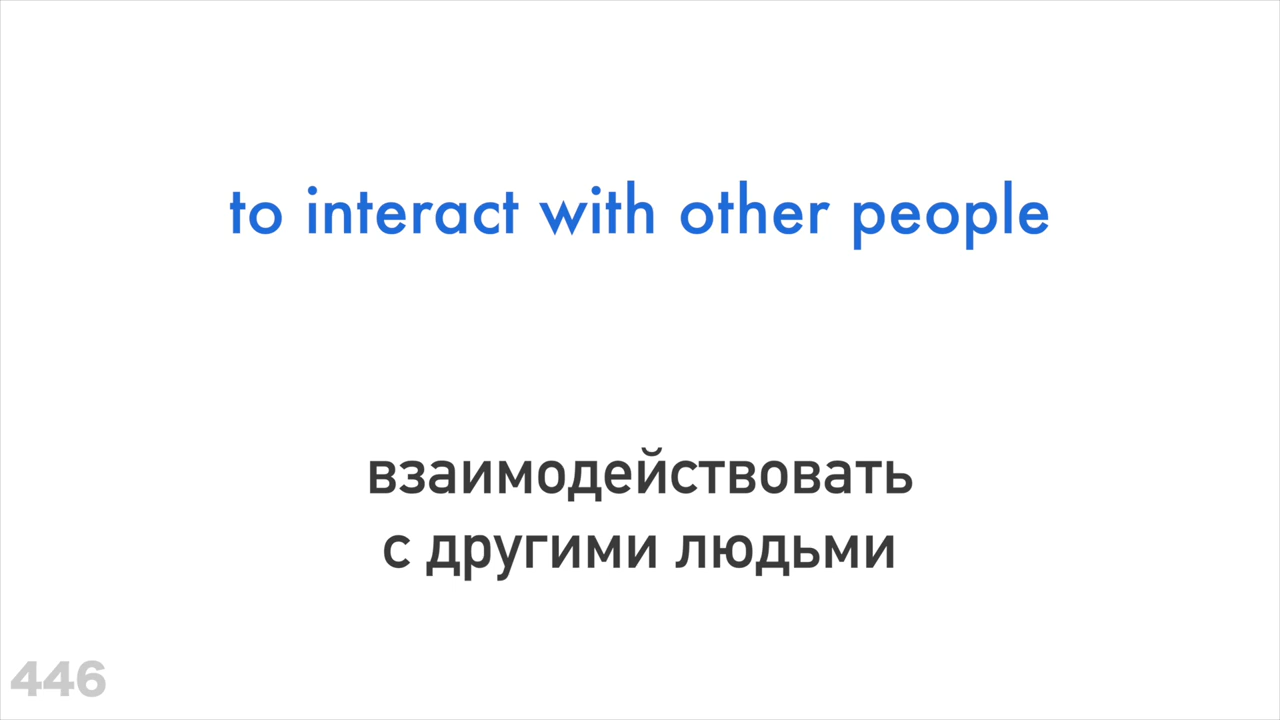 to interact with other people
взаимодействовать
с другими людьми
446